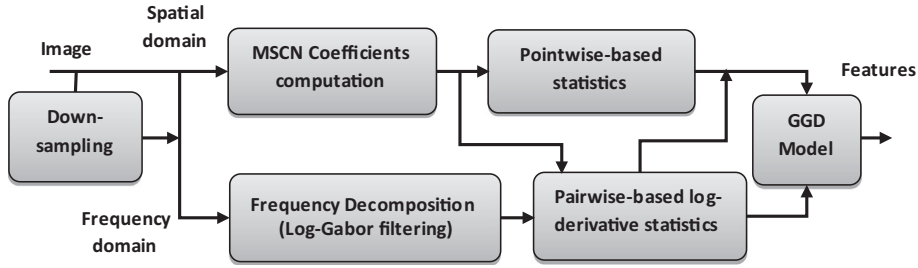 Spatial
domain
Image
MSCN Coefficients
computation
Pointwise-based
statistics
Features
Down-
sampling
GGD
Model
Frequency
domain
Frequency Decomposition
(Log-Gabor filtering)
Pairwise-based log-
derivative statistics